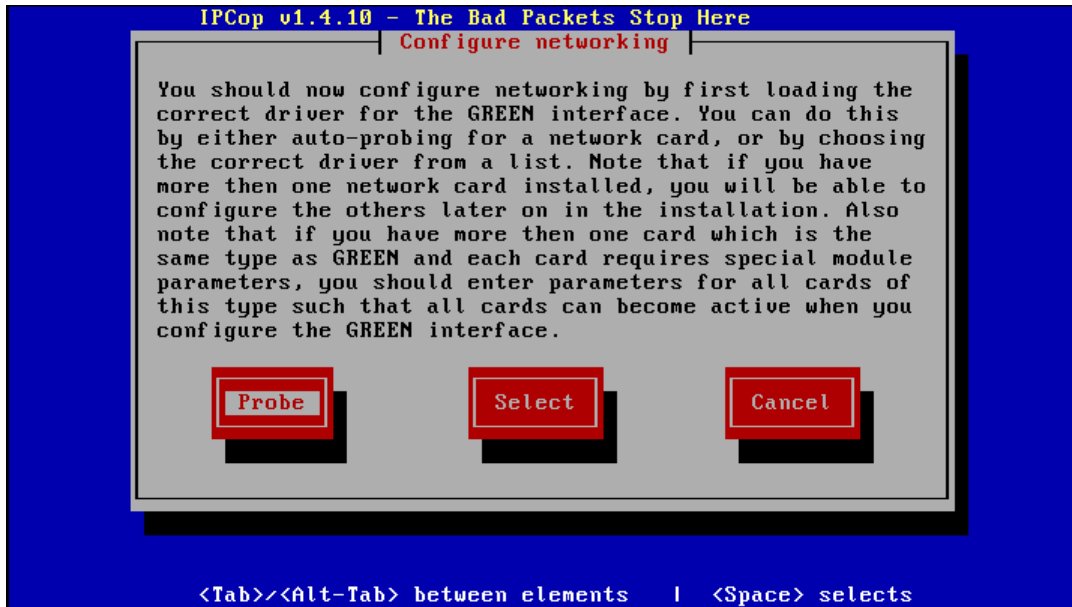 IPCop v1.4.10 - The Bad Packets Stop Here
Configure networking
You should now configure networking by first loading the
correct driver for the GREEN interface. You can do this
by either auto-probing for a network card, or by choosing
the correct driver from a list. Note that if you have
more then one network card installed, you will be able to
configure the others later on in the installation. Also
note that if you have more then one card which is the
same type as GREEN and each card requires special module
parameters, you should enter parameters for all cards of
this type such that all cards can become active when you
configure the GREEN interface.
Probe Select Cancel
<Tab>/<Alt-Tab> between elements | <Space> selects